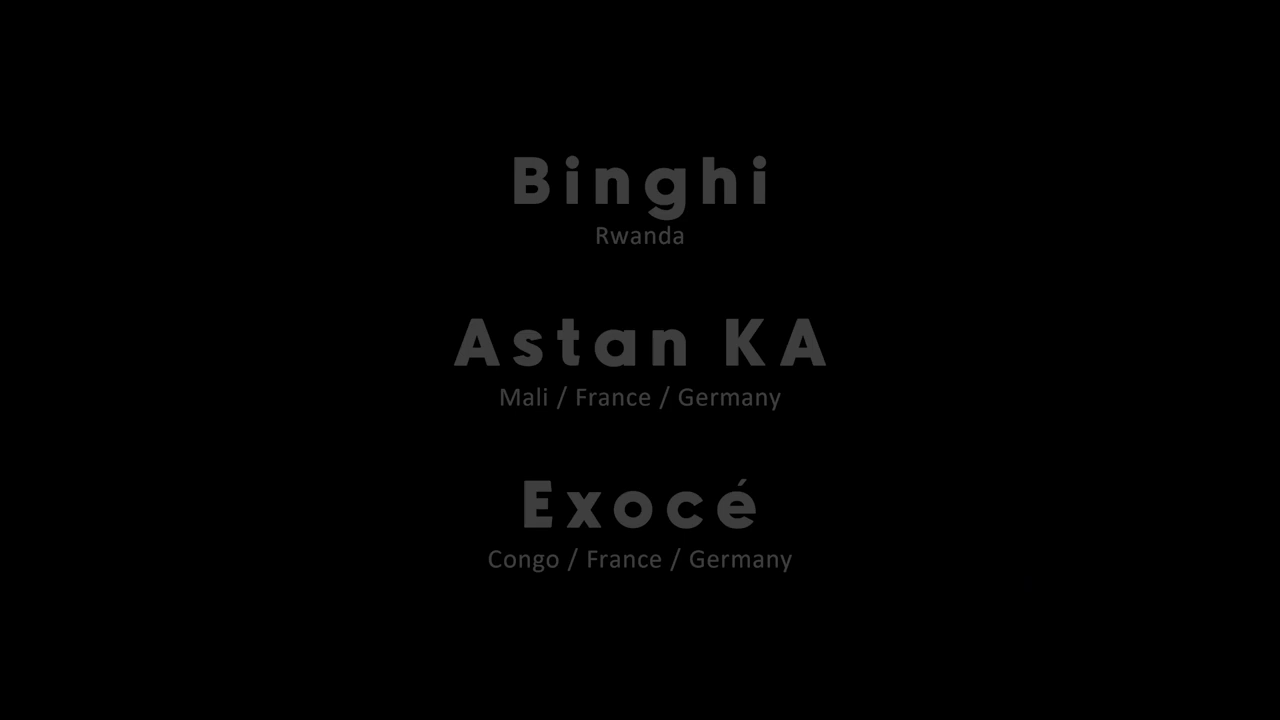 Binghi
Rwanda
Astan KA
Mali / France / Germany
Exocé
Congo / France / Germany